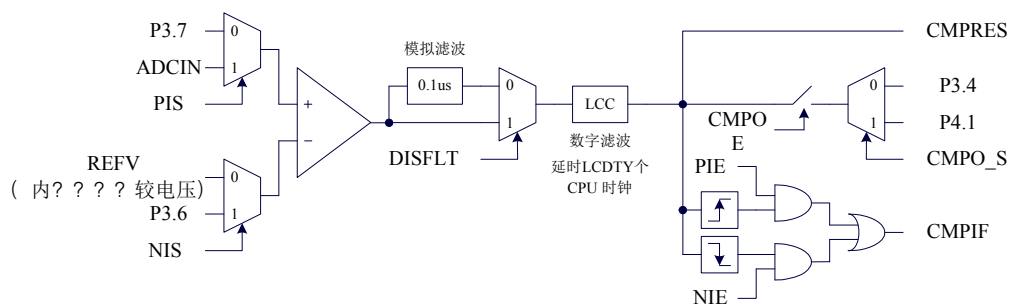 P3.7
0
ADCIN
1
PIS
+
−
模拟滤波
0.1us
0
1
DISFLT
LCC
数字滤波
延时LCDTY个
CPU 时钟
REFV
( 内? ? ? ? 较电压)
0
P3.6
1
NIS
CMPRES
CMPO
E
0
P3.4
1
P4.1
CMPO_S
PIE
NIE
CMPIF